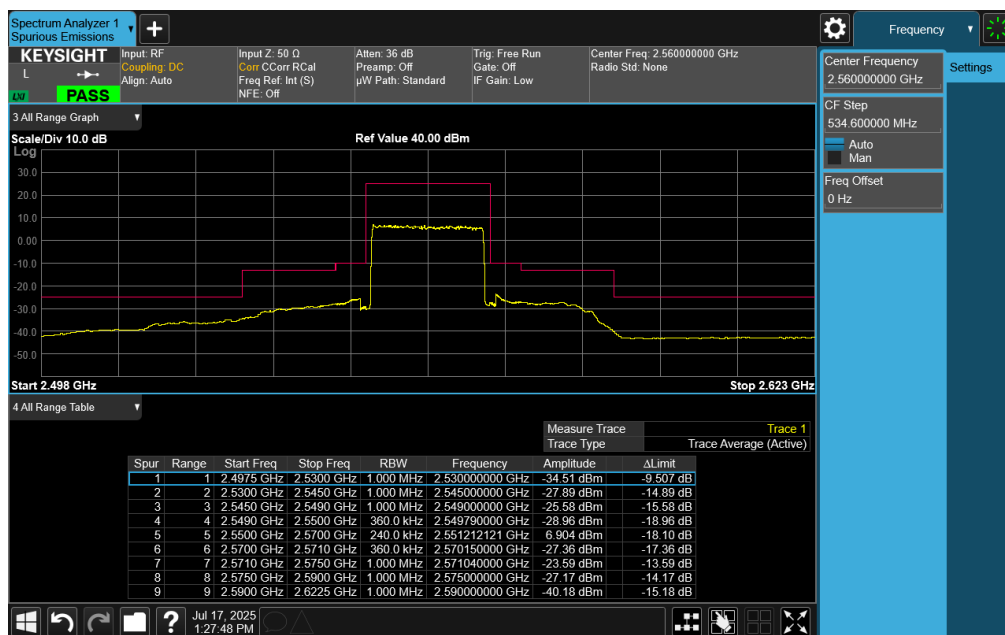 Spectrum Analyzer 1
Spurious Emissions
Frequency
KEYSIGHT
L
LXI
PASS
Input: RF
Coupling: DC
Align: Auto
Input Z: 50 Ω
Corr CCorr RCal
Freq Ref: Int (S)
NFE: Off
Atten: 36 dB
Preamp: Off
µW Path: Standard
Trig: Free Run
Gate: Off
IF Gain: Low
Center Freq: 2.560000000 GHz
Radio Std: None
Center Frequency
2.560000000 GHz
Settings
CF Step
534.600000 MHz
Auto
Man
Freq Offset
0 Hz
3 All Range Graph
Scale/Div 10.0 dB
Ref Value 40.00 dBm
Log
30.0
20.0
10.0
0.00
-10.0
-20.0
-30.0
-40.0
-50.0
Start 2.498 GHz
Stop 2.623 GHz
4 All Range Table
Measure Trace Trace 1
Trace Type Trace Average (Active)
Spur Range Start Freq Stop Freq RBW Frequency Amplitude ΔLimit
1 1 2.4975 GHz 2.5300 GHz 1.000 MHz 2.530000000 GHz -34.51 dBm -9.507 dB
2 2 2.5300 GHz 2.5450 GHz 1.000 MHz 2.545000000 GHz -27.89 dBm -14.89 dB
3 3 2.5450 GHz 2.5490 GHz 1.000 MHz 2.549000000 GHz -25.58 dBm -15.58 dB
4 4 2.5490 GHz 2.5500 GHz 360.0 kHz 2.549790000 GHz -28.96 dBm -18.96 dB
5 5 2.5500 GHz 2.5700 GHz 240.0 kHz 2.551212121 GHz 6.904 dBm -18.10 dB
6 6 2.5700 GHz 2.5710 GHz 360.0 kHz 2.570150000 GHz -27.36 dBm -17.36 dB
7 7 2.5710 GHz 2.5750 GHz 1.000 MHz 2.571040000 GHz -23.59 dBm -13.59 dB
8 8 2.5750 GHz 2.5900 GHz 1.000 MHz 2.575000000 GHz -27.17 dBm -14.17 dB
9 9 2.5900 GHz 2.6225 GHz 1.000 MHz 2.590000000 GHz -40.18 dBm -15.18 dB
Jul 17, 2025
1:27:48 PM